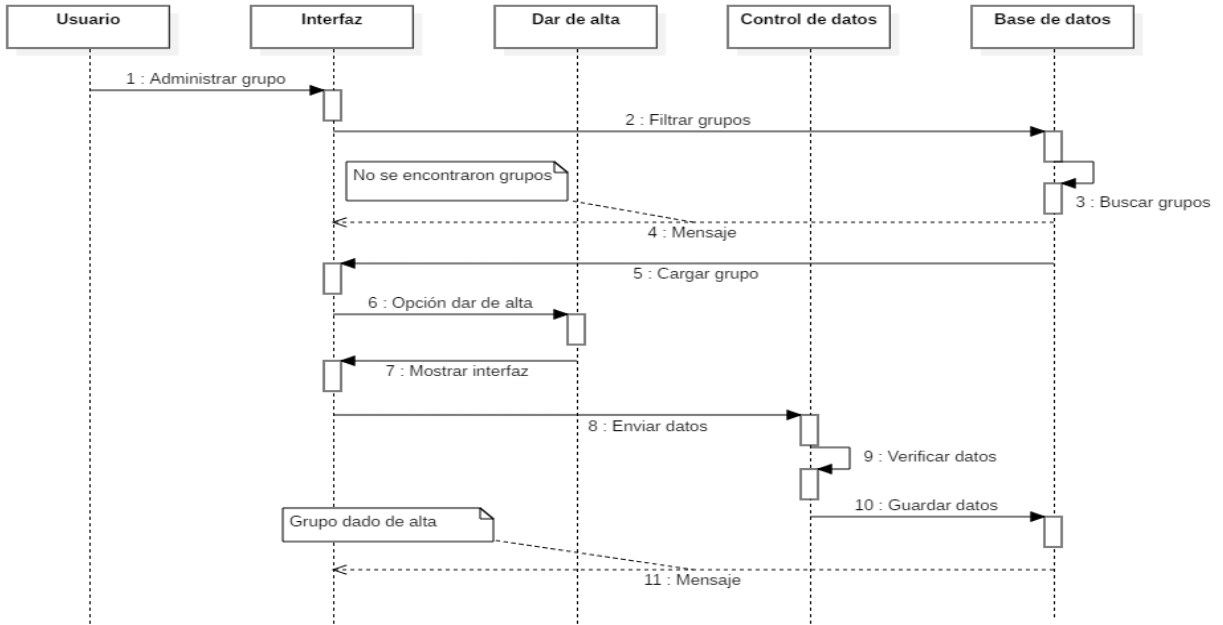 Usuario
Interfaz
Dar de alta
Control de datos
Base de datos
1 : Administrar grupo
2 : Filtrar grupos
No se encontraron grupos
3 : Buscar grupos
4 : Mensaje
5 : Cargar grupo
6 : Opción dar de alta
7 : Mostrar interfaz
8 : Enviar datos
9 : Verificar datos
10 : Guardar datos
Grupo dado de alta
11 : Mensaje